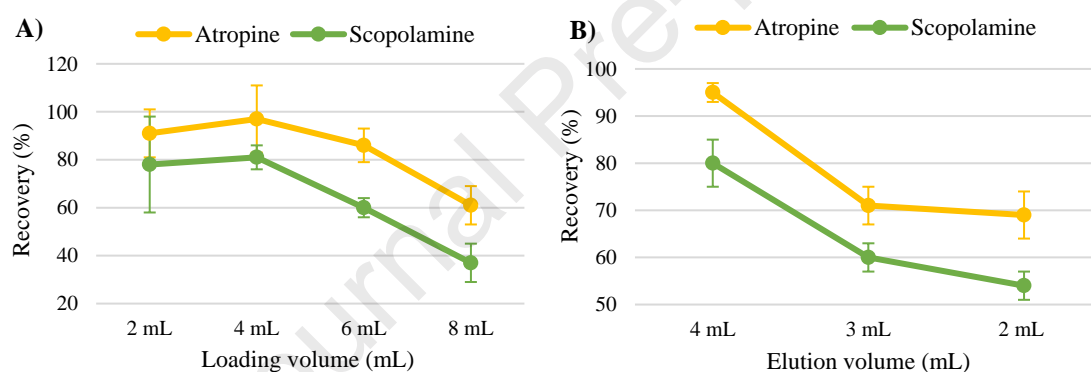 A)
Atropine Scopolamine
120
100
80
60
40
20
Recovery (%)
2 mL 4 mL 6 mL 8 mL
Loading volume (mL)
B)
Atropine Scopolamine
100
90
80
70
60
50
Recovery (%)
4 mL 3 mL 2 mL
Elution volume (mL)
urnal Pre-